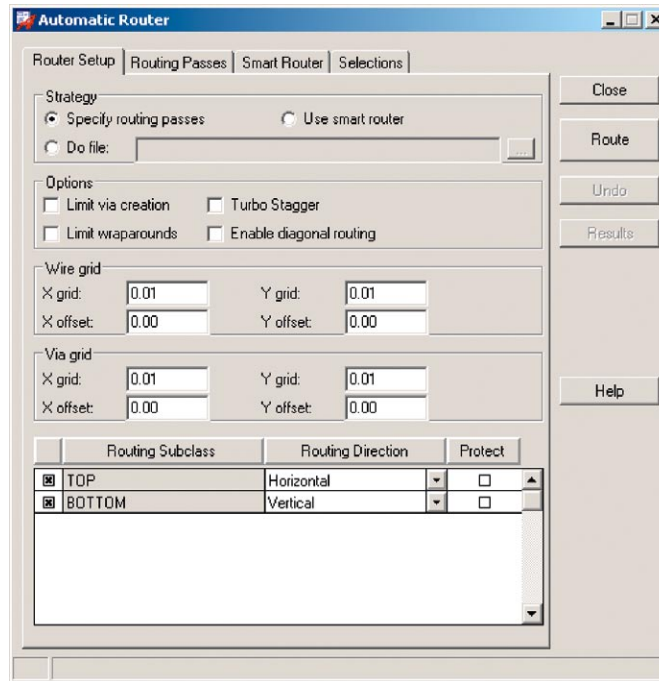 Automatic Router
Router Setup Routing Passes Smart Router Selections
Close
Strategy
Specify routing passes Use smart router
Do file: ...
Route
Undo
Results
Options
Limit via creation Turbo Stagger
Limit wraparounds Enable diagonal routing
Wire grid
X grid: 0.01 Y grid: 0.01
X offset: 0.00 Y offset: 0.00
Via grid
X grid: 0.01 Y grid: 0.01
X offset: 0.00 Y offset: 0.00
Help
Routing Subclass Routing Direction Protect
TOP Horizontal
BOTTOM Vertical